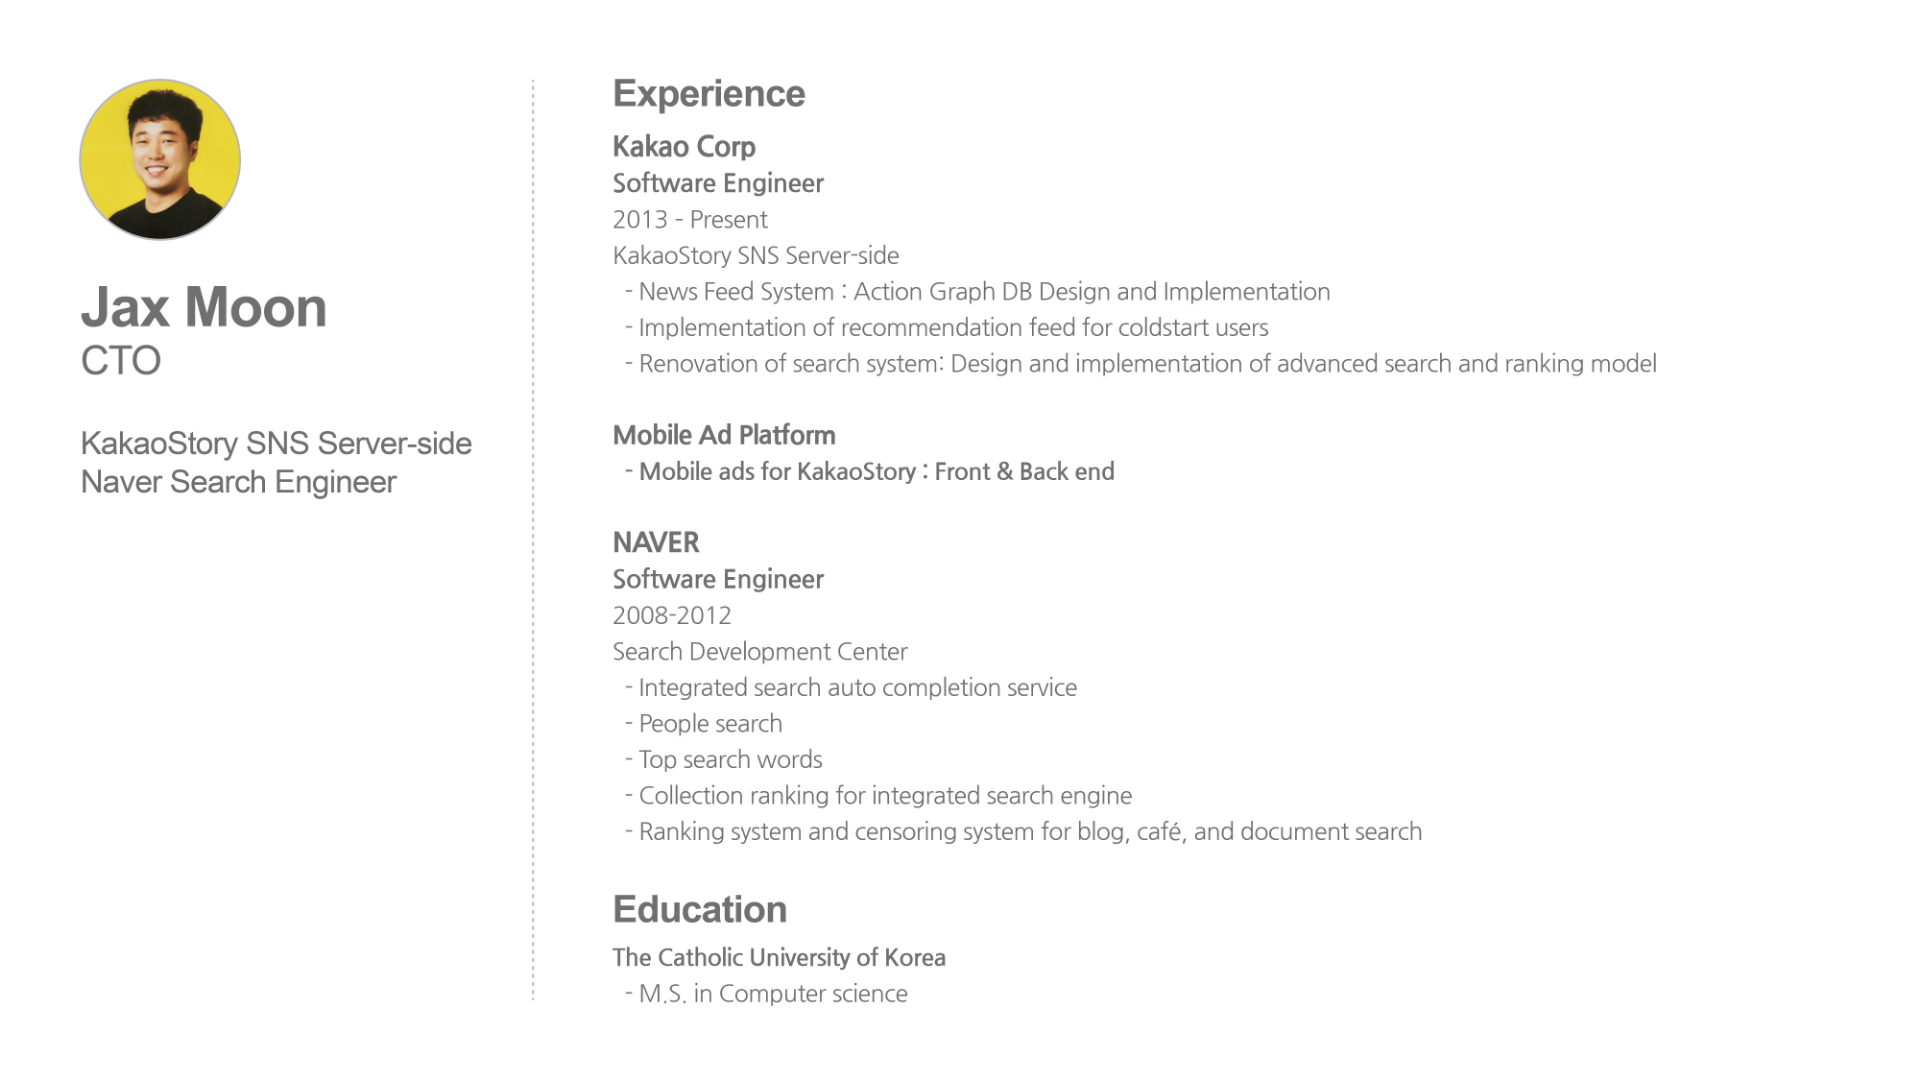 Jax Moon
CTO
KakaoStory SNS Server-side
Naver Search Engineer
Experience
Kakao Corp
Software Engineer
2013 - Present
KakaoStory SNS Server-side
- News Feed System : Action Graph DB Design and Implementation
- Implementation of recommendation feed for coldstart users
- Renovation of search system: Design and implementation of advanced search and ranking model
Mobile Ad Platform
- Mobile ads for KakaoStory : Front & Back end
NAVER
Software Engineer
2008-2012
Search Development Center
- Integrated search auto completion service
- People search
- Top search words
- Collection ranking for integrated search engine
- Ranking system and censoring system for blog, café, and document search
Education
The Catholic University of Korea
- M.S. in Computer science